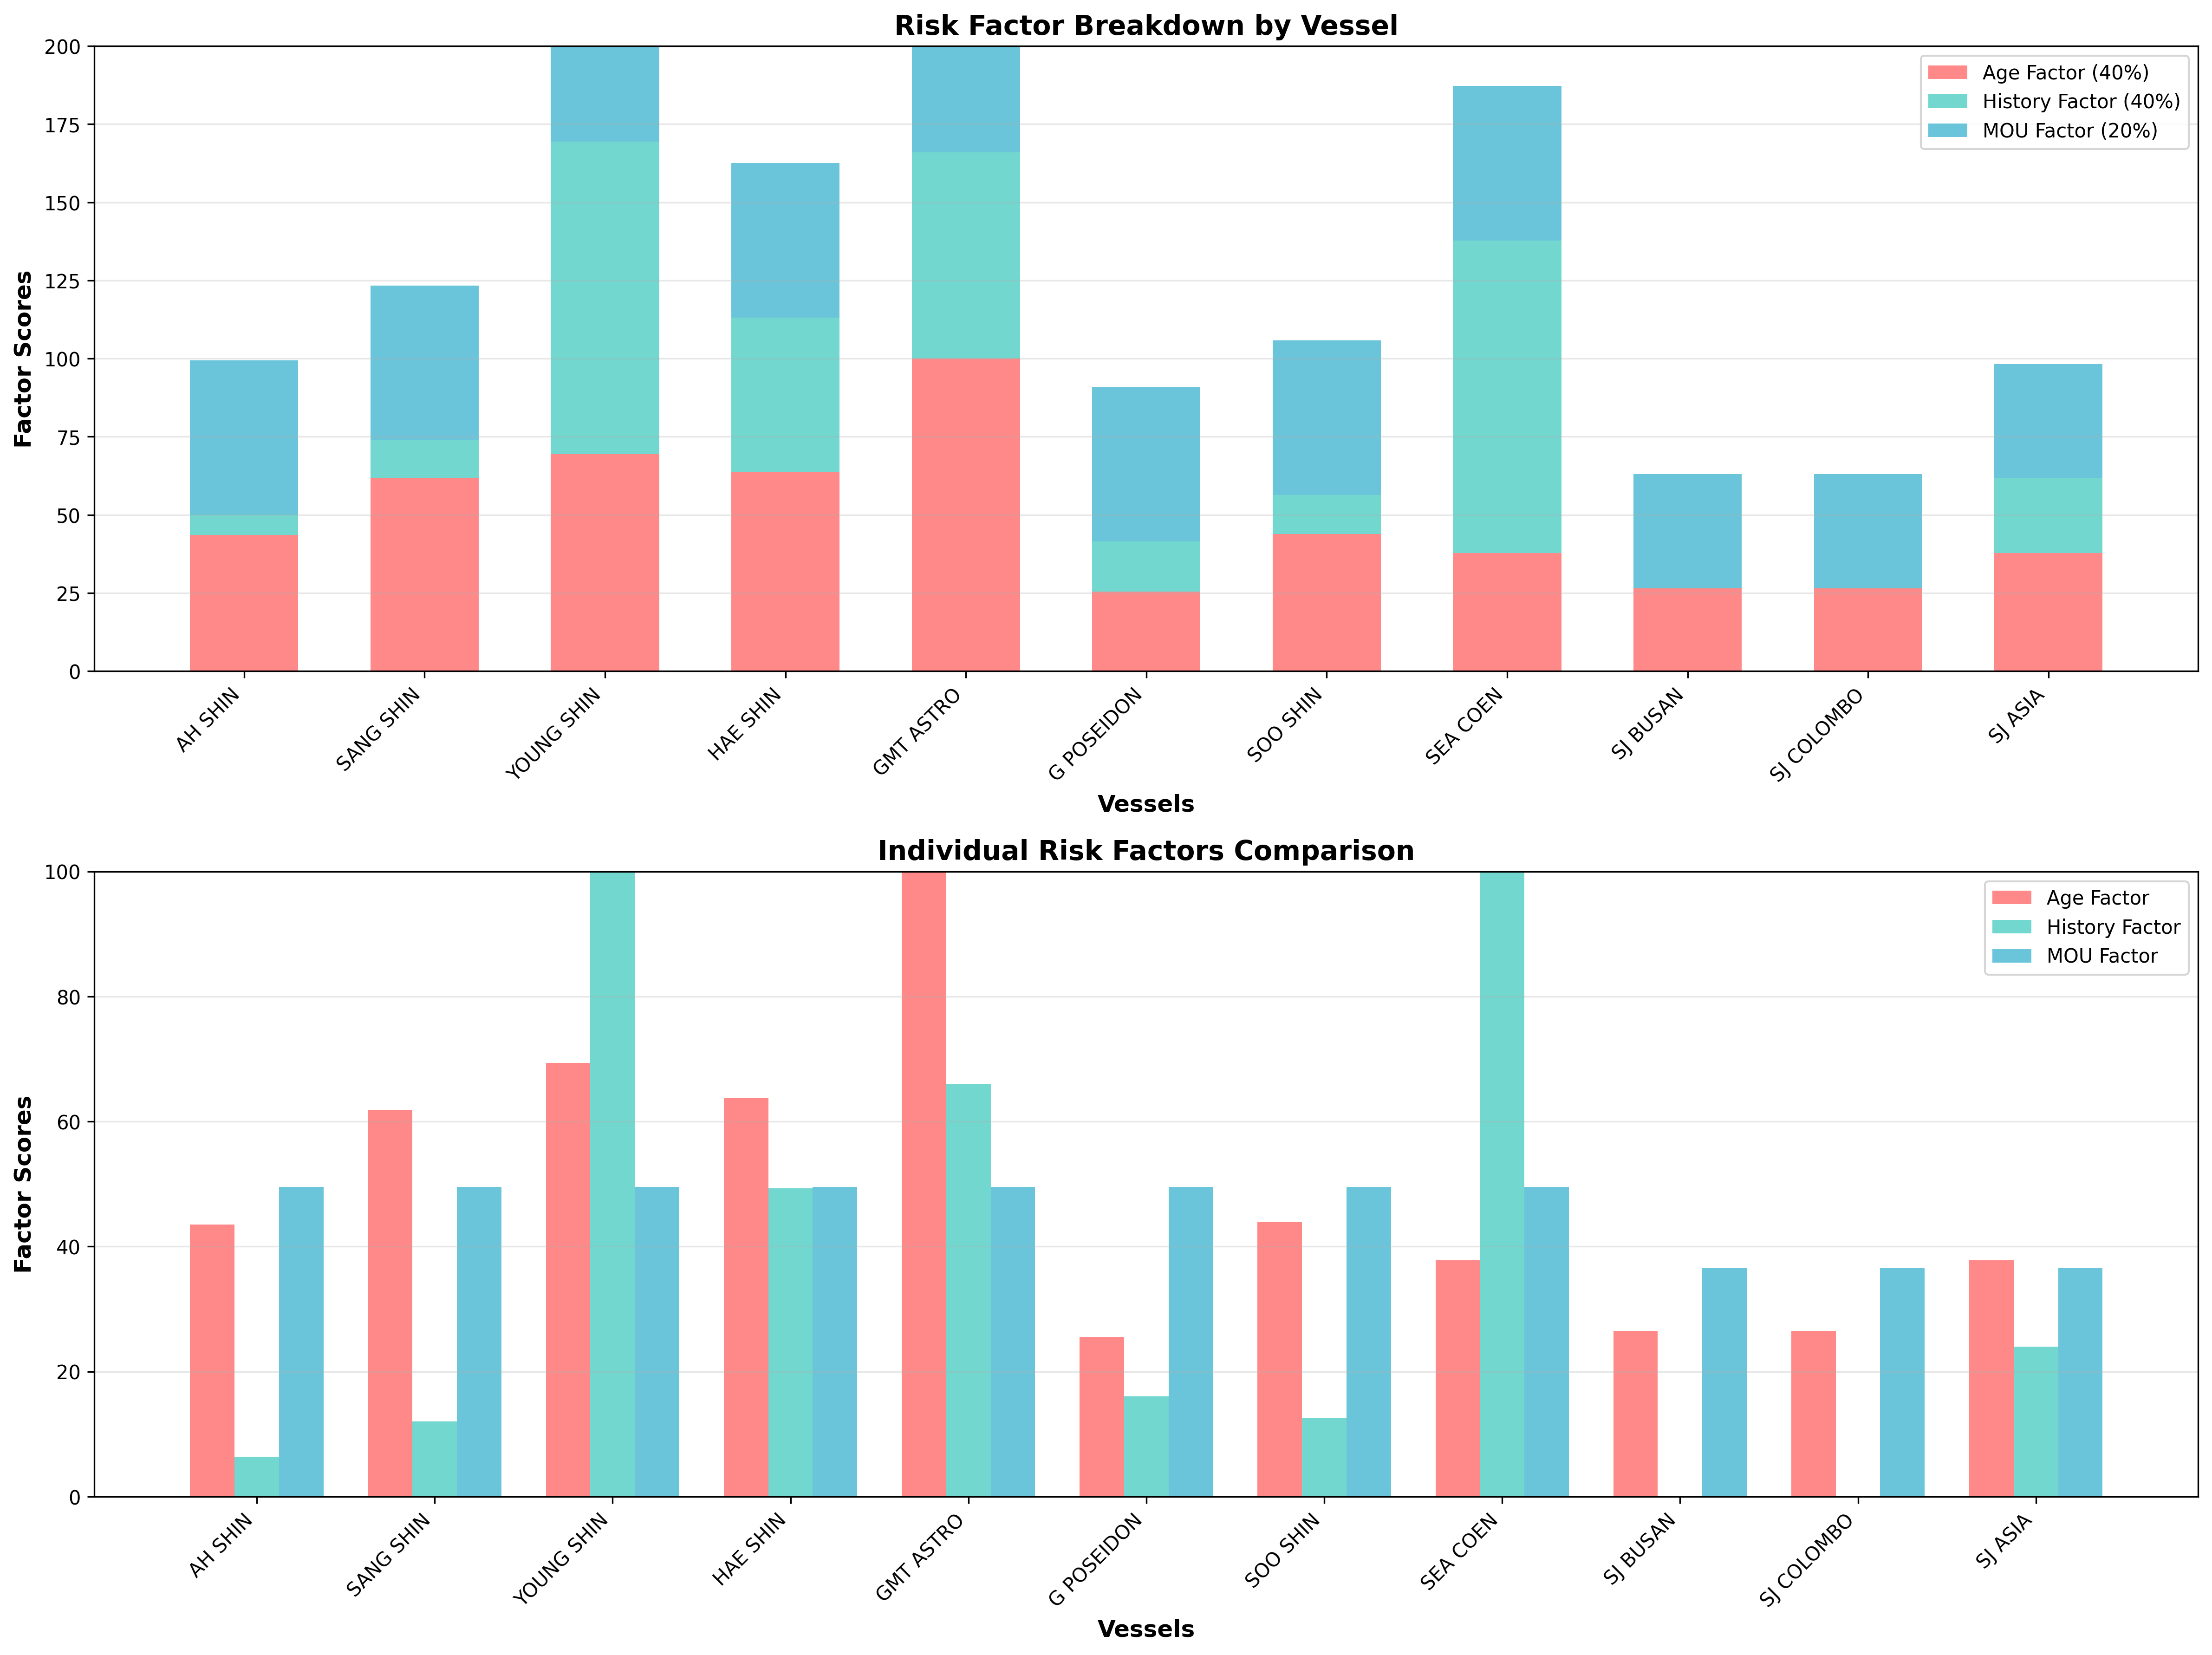 Risk Factor Breakdown by Vessel
200
175
150
125
100
75
50
25
0
Factor Scores
Age Factor (40%)
History Factor (40%)
MOU Factor (20%)
AH SHIN
SANG SHIN
YOUNG SHIN
HAE SHIN
GMT ASTRO
G POSEIDON
SOO SHIN
SEA COEN
SJ BUSAN
SJ COLOMBO
SJ ASIA
Vessels
Individual Risk Factors Comparison
100
80
60
40
20
0
Factor Scores
Age Factor
History Factor
MOU Factor
AH SHIN
SANG SHIN
YOUNG SHIN
HAE SHIN
GMT ASTRO
G POSEIDON
SOO SHIN
SEA COEN
SJ BUSAN
SJ COLOMBO
SJ ASIA
Vessels